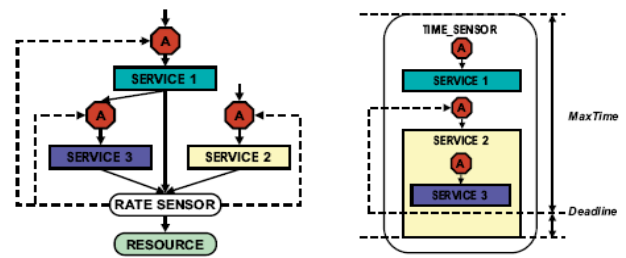 A
SERVICE 1
A
A
SERVICE 3
SERVICE 2
RATE SENSOR
RESOURCE
TIME_SENSOR
A
SERVICE 1
A
MaxTime
SERVICE 2
A
SERVICE 3
Deadline